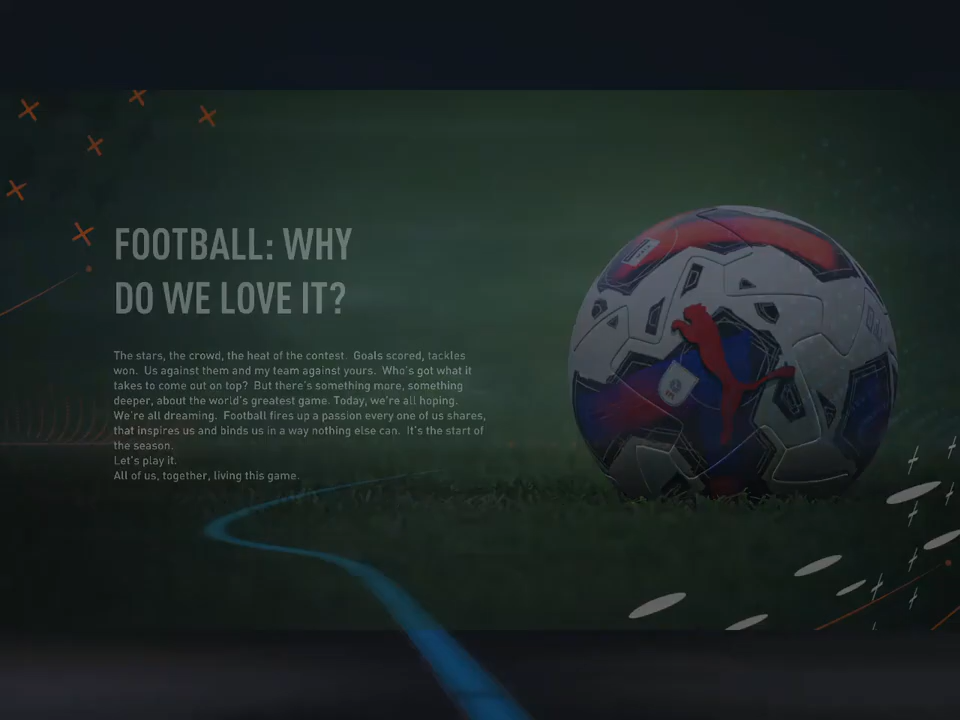 FOOTBALL: WHY
DO WE LOVE IT?
The stars, the crowd, the heat of the contest. Goals scored, tackles
won. Us against them and my team against yours. Who's got what it
takes to come out on top? But there's something more, something
deeper, about the world's greatest game. Today, we're all hoping.
We're all dreaming. Football fires up a passion every one of us shares,
that inspires us and binds us in a way nothing else can. It's the start of
the season.
Let's play it.
All of us, together, living this game.